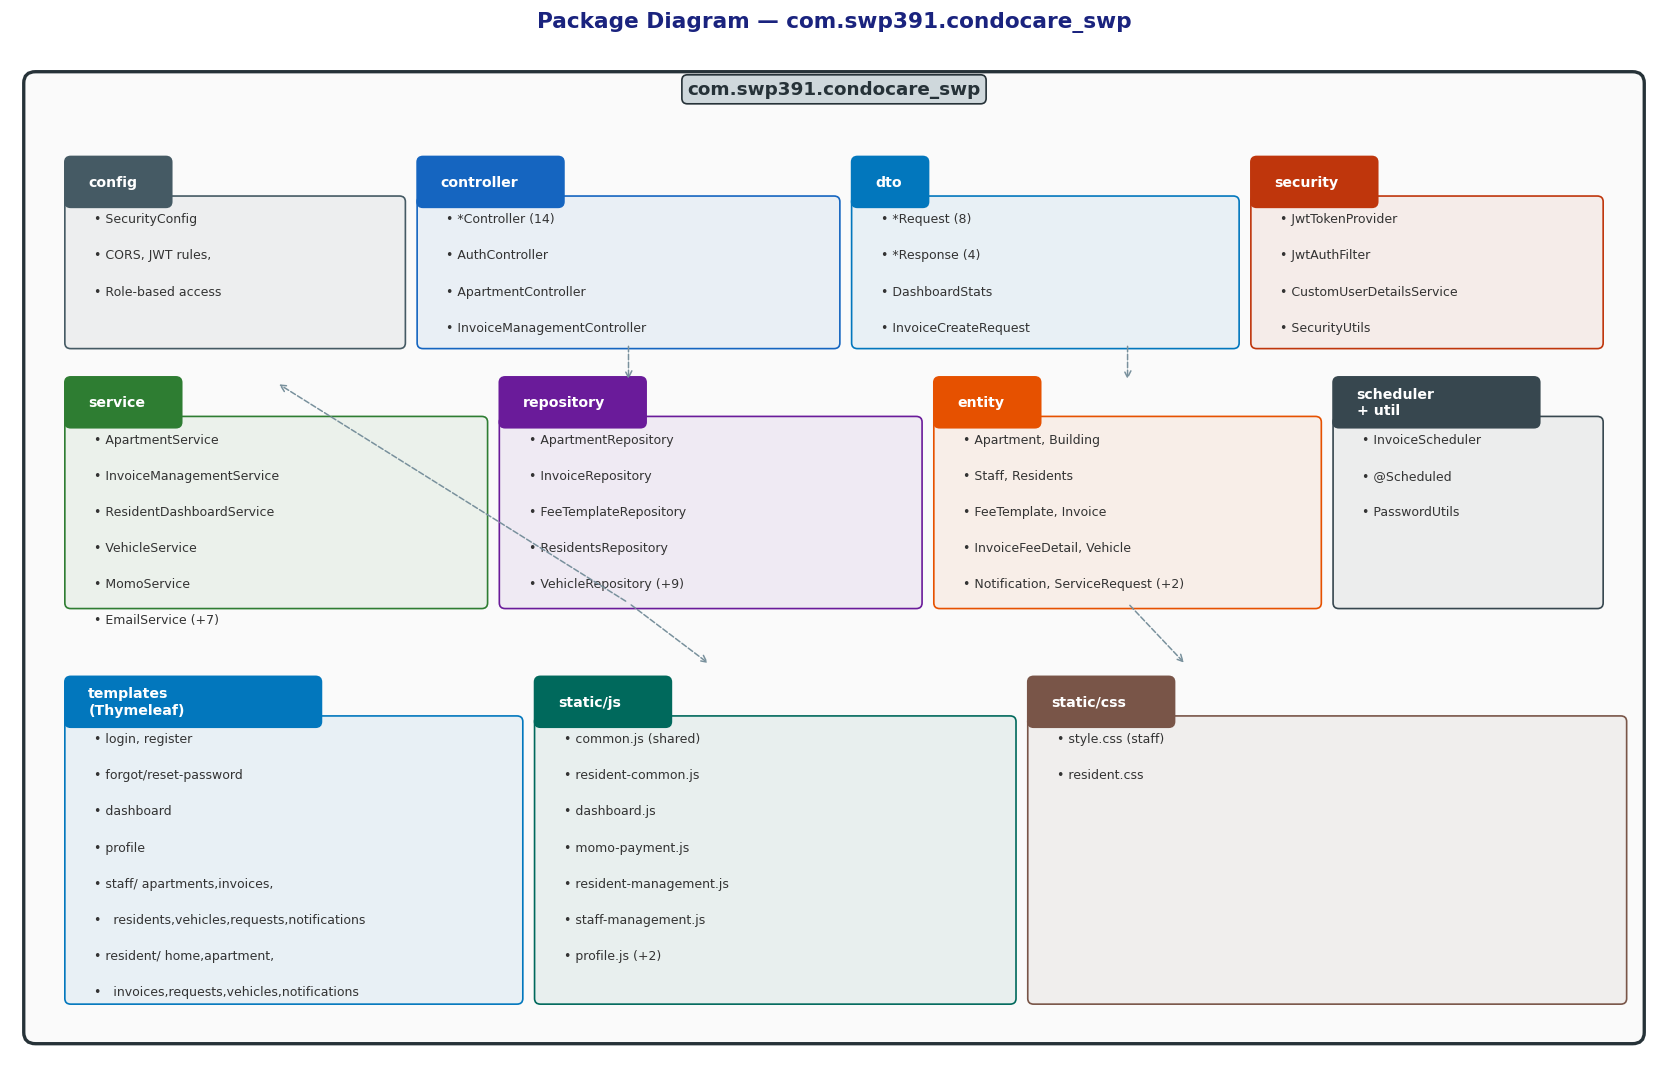 Package Diagram — com.swp391.condocare_swp
com.swp391.condocare_swp
config
• SecurityConfig
• CORS, JWT rules,
• Role-based access
controller
• *Controller (14)
• AuthController
• ApartmentController
• InvoiceManagementController
dto
• *Request (8)
• *Response (4)
• DashboardStats
• InvoiceCreateRequest
security
• JwtTokenProvider
• JwtAuthFilter
• CustomUserDetailsService
• SecurityUtils
service
• ApartmentService
• InvoiceManagementService
• ResidentDashboardService
• VehicleService
• MomoService
• EmailService (+7)
repository
• ApartmentRepository
• InvoiceRepository
• FeeTemplateRepository
• ResidentsRepository
• VehicleRepository (+9)
entity
• Apartment, Building
• Staff, Residents
• FeeTemplate, Invoice
• InvoiceFeeDetail, Vehicle
• Notification, ServiceRequest (+2)
scheduler
+ util
• InvoiceScheduler
• @Scheduled
• PasswordUtils
templates
(Thymeleaf)
• login, register
• forgot/reset-password
• dashboard
• profile
• staff/ apartments,invoices,
•   residents,vehicles,requests,notifications
• resident/ home,apartment,
•   invoices,requests,vehicles,notifications
static/js
• common.js (shared)
• resident-common.js
• dashboard.js
• momo-payment.js
• resident-management.js
• staff-management.js
• profile.js (+2)
static/css
• style.css (staff)
• resident.css